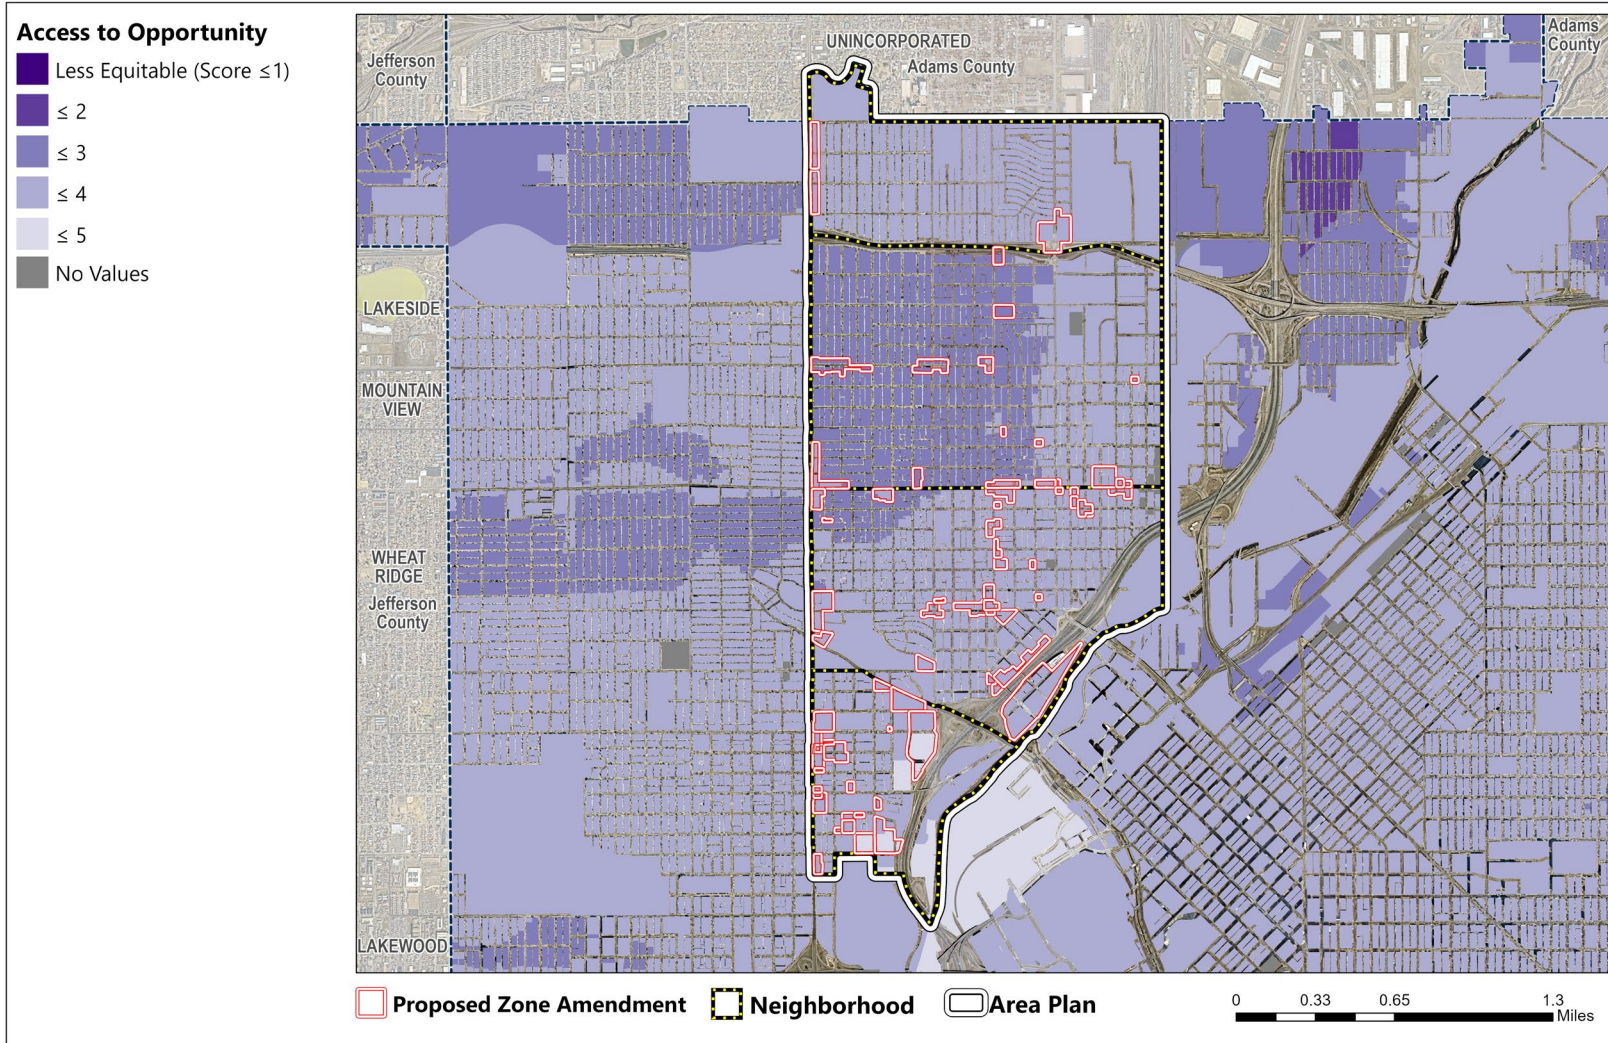 Access to Opportunity
Less Equitable (Score ≤1)
≤ 2
≤ 3
≤ 4
≤ 5
No Values
Jefferson
County
UNINCORPORATED
Adams County
Adams
County
LAKESIDE
MOUNTAIN
VIEW
WHEAT
RIDGE
Jefferson
County
LAKEWOOD
Proposed Zone Amendment
Neighborhood
Area Plan
0 0.33 0.65 1.3
Miles